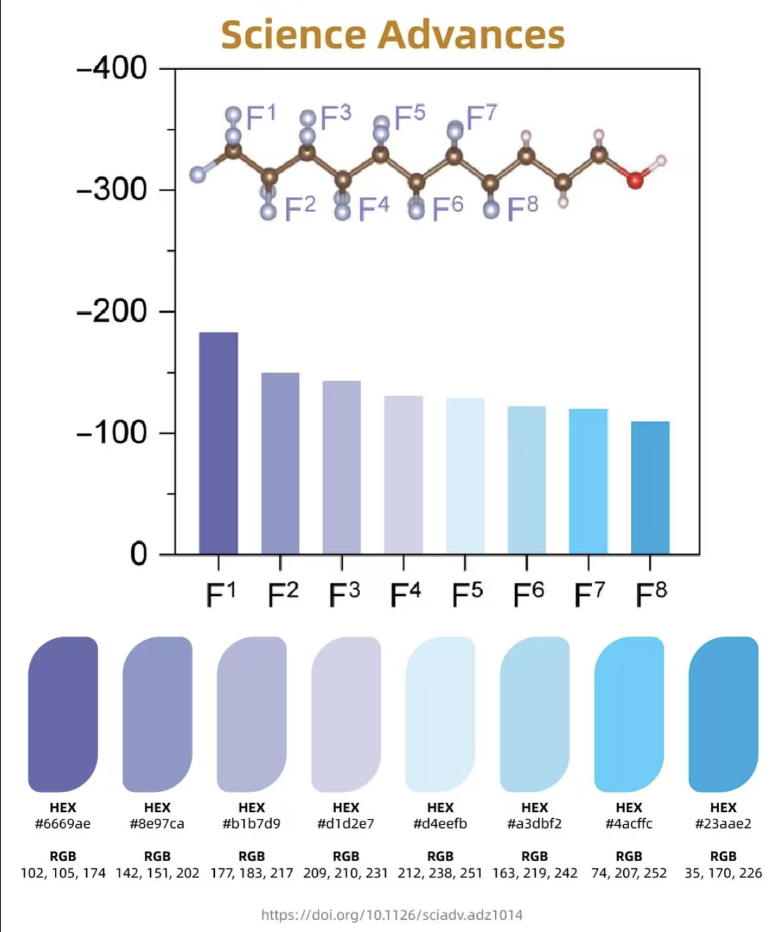 Science Advances
−400
−300
−200
−100
0
F¹ F³ F⁵ F⁷
F² F⁴ F⁶ F⁸
F¹ F² F³ F⁴ F⁵ F⁶ F⁷ F⁸
HEX HEX HEX HEX HEX HEX HEX HEX
#6669ae #8e97ca #b1b7d9 #d1d2e7 #d4eefb #a3dbf2 #4acffc #23aae2
RGB RGB RGB RGB RGB RGB RGB RGB
102, 105, 174 142, 151, 202 177, 183, 217 209, 210, 231 212, 238, 251 163, 219, 242 74, 207, 252 35, 170, 226
https://doi.org/10.1126/sciadv.adz1014